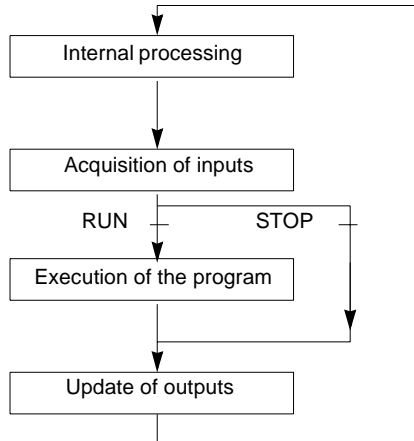 Internal processing
Acquisition of inputs
RUN STOP
Execution of the program
Update of outputs